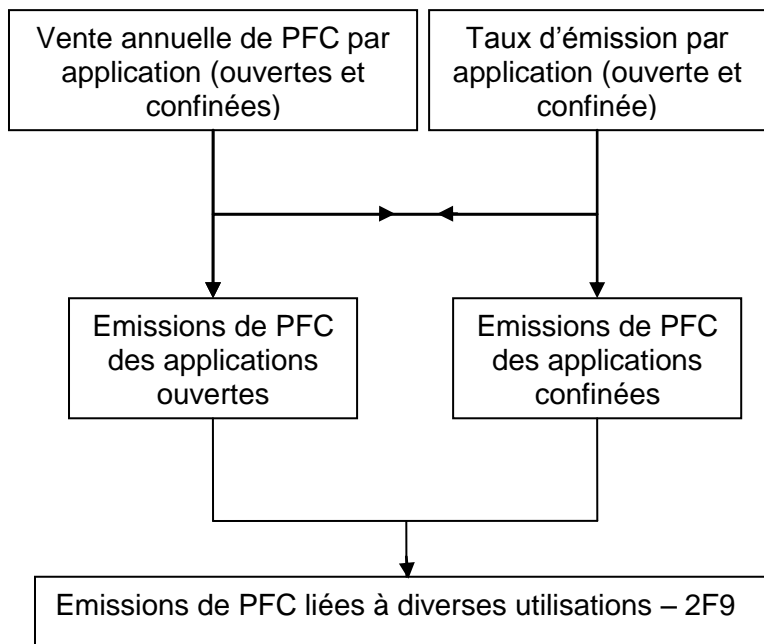 Vente annuelle de PFC par
application (ouvertes et
confinées)
Taux d’émission par
application (ouverte et
confinée)
Emissions de PFC
des applications
ouvertes
Emissions de PFC
des applications
confinées
Emissions de PFC liées à diverses utilisations – 2F9